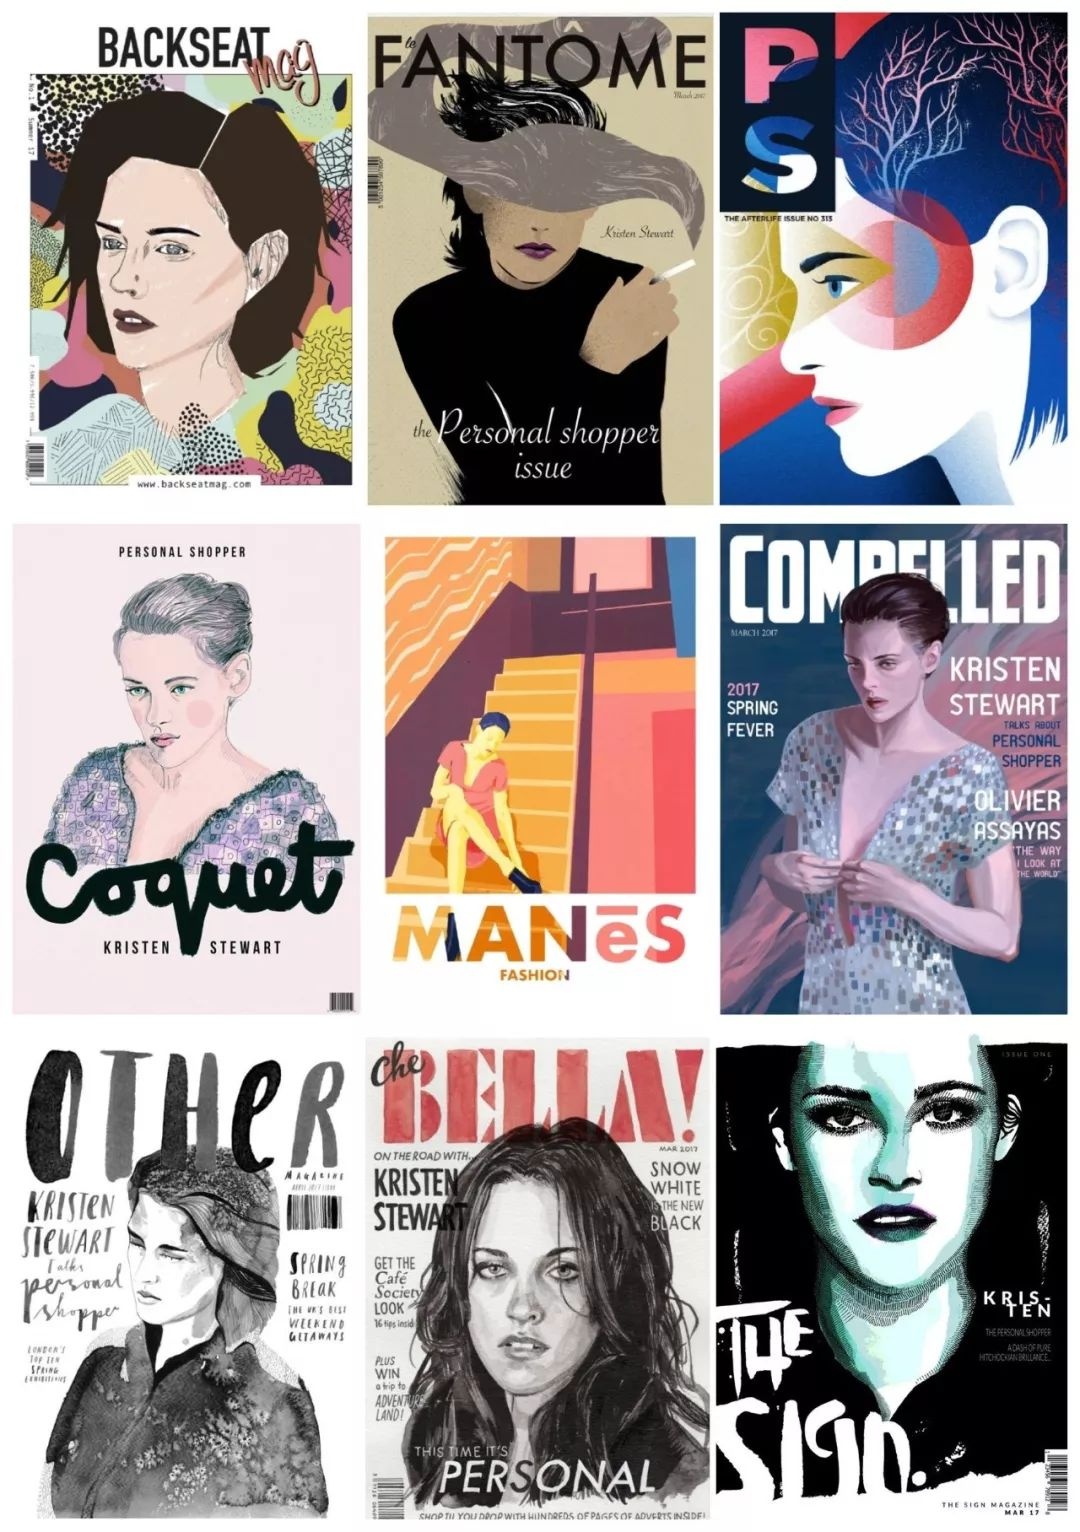 BACKSEAT
mag
No.1 Summer 17
www.backseatmag.com
le
FANTÔME
March 2017
Kristen Stewart
the Personal shopper
issue
P
S
THE AFTERLIFE ISSUE NO 313
PERSONAL SHOPPER
Coquet
KRISTEN STEWART
MANēS
FASHION
COMPELLED
MARCH 2017
2017
SPRING
FEVER
KRISTEN
STEWART
TALKS ABOUT
PERSONAL
SHOPPER
OLIVIER
ASSAYAS
"THE WAY
I LOOK AT
THE WORLD"
OTHER
MAGAZINE
KRISTEN
STEWART
Talks
personal
shopper
LONDON'S
TOP TEN
SPRING
EXHIBITIONS
SPRING
BREAK
THE UK'S BEST
WEEKEND
GETAWAYS
che
BELLA!
MAR 2017
ON THE ROAD WITH...
KRISTEN
STEWART
SNOW
WHITE
IS THE NEW
BLACK
GET THE
Café
Society
LOOK
16 tips inside
PLUS
WIN
a trip to
ADVENTURE
LAND!
THIS TIME IT'S
PERSONAL
SHOP TIL YOU DROP WITH HUNDREDS OF PAGES OF ADVERTS INSIDE!
ISSUE ONE
KRIS-
TEN
THE PERSONAL SHOPPER
A DASH OF PURE
HITCHOCKIAN BRILLANCE...
THE
SIGN.
THE SIGN MAGAZINE
MAR 17